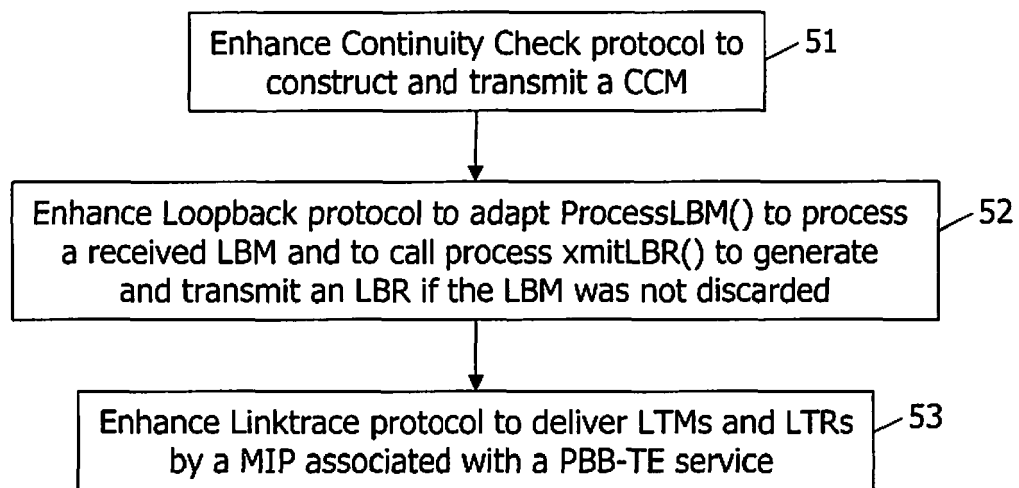 Enhance Continuity Check protocol to
construct and transmit a CCM
51
Enhance Loopback protocol to adapt ProcessLBM() to process
a received LBM and to call process xmitLBR() to generate
and transmit an LBR if the LBM was not discarded
52
Enhance Linktrace protocol to deliver LTMs and LTRs
by a MIP associated with a PBB-TE service
53